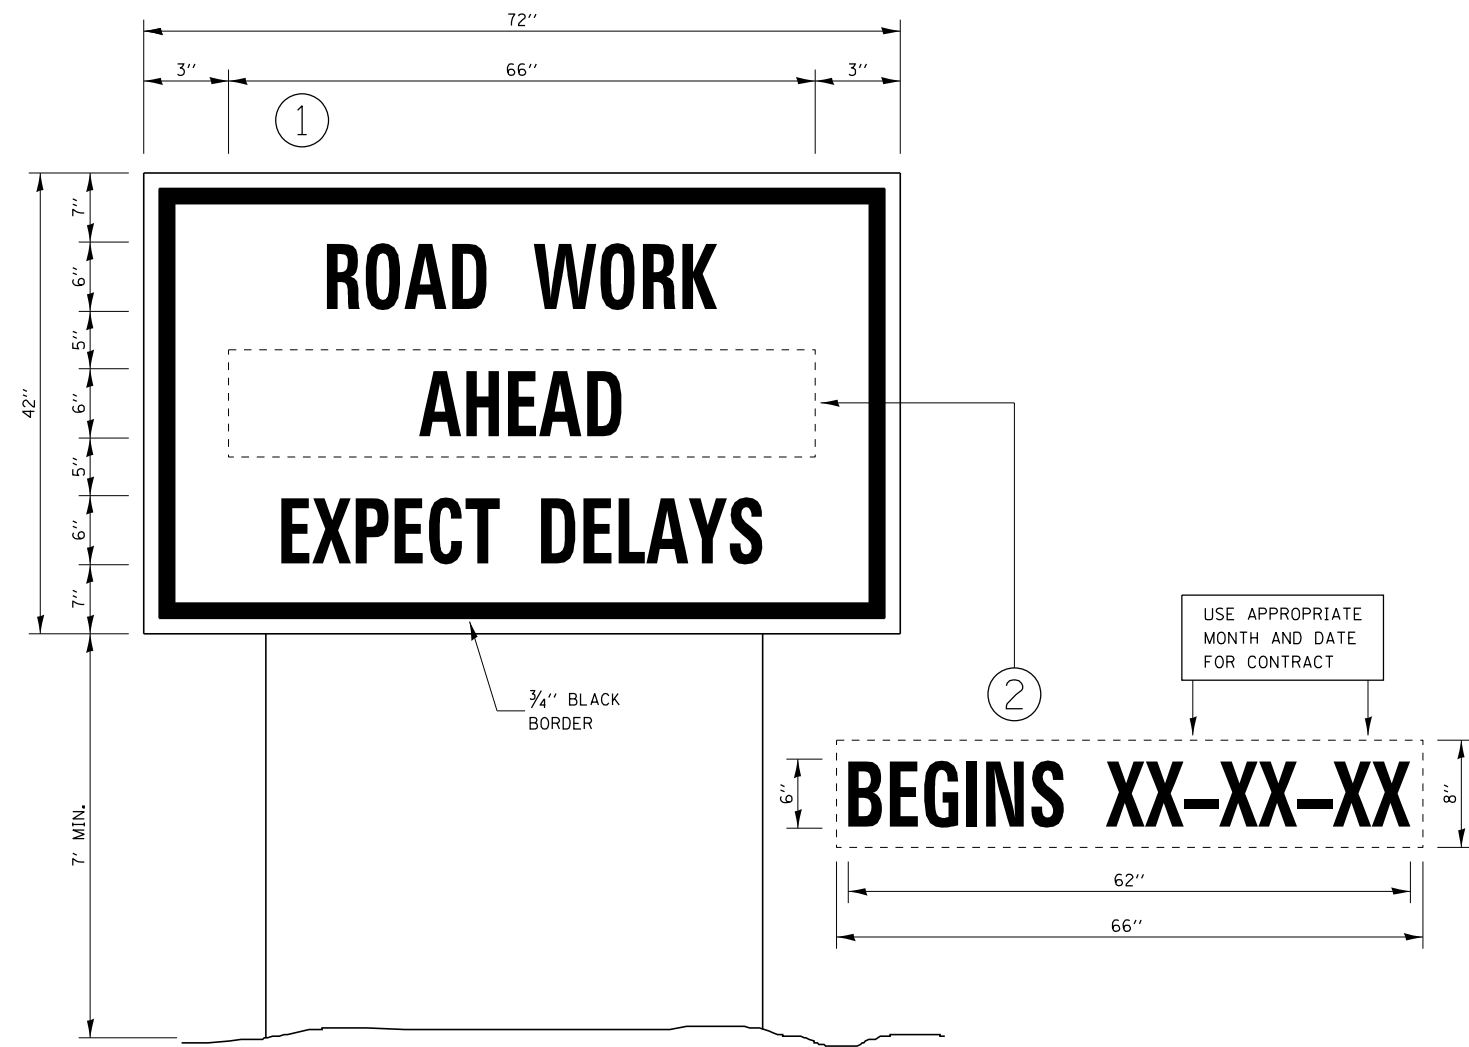 72''
3'' 66'' 3''
1
7''
ROAD WORK
6''
5''
AHEAD
42''
6''
5''
EXPECT DELAYS
6''
7''
USE APPROPRIATE
MONTH AND DATE
FOR CONTRACT
2
3/4'' BLACK
BORDER
7' MIN.
6''
BEGINS XX-XX-XX
8''
62''
66''